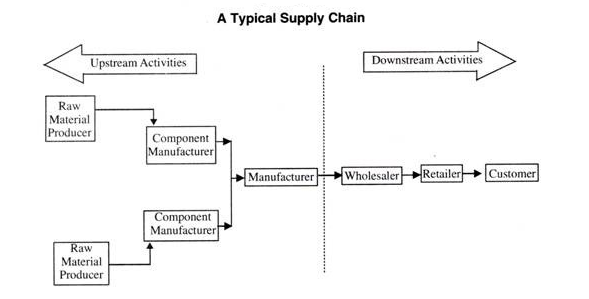 A Typical Supply Chain
Upstream Activities
Downstream Activities
Raw
Material
Producer
Component
Manufacturer
Manufacturer
Wholesaler
Retailer
Customer
Component
Manufacturer
Raw
Material
Producer